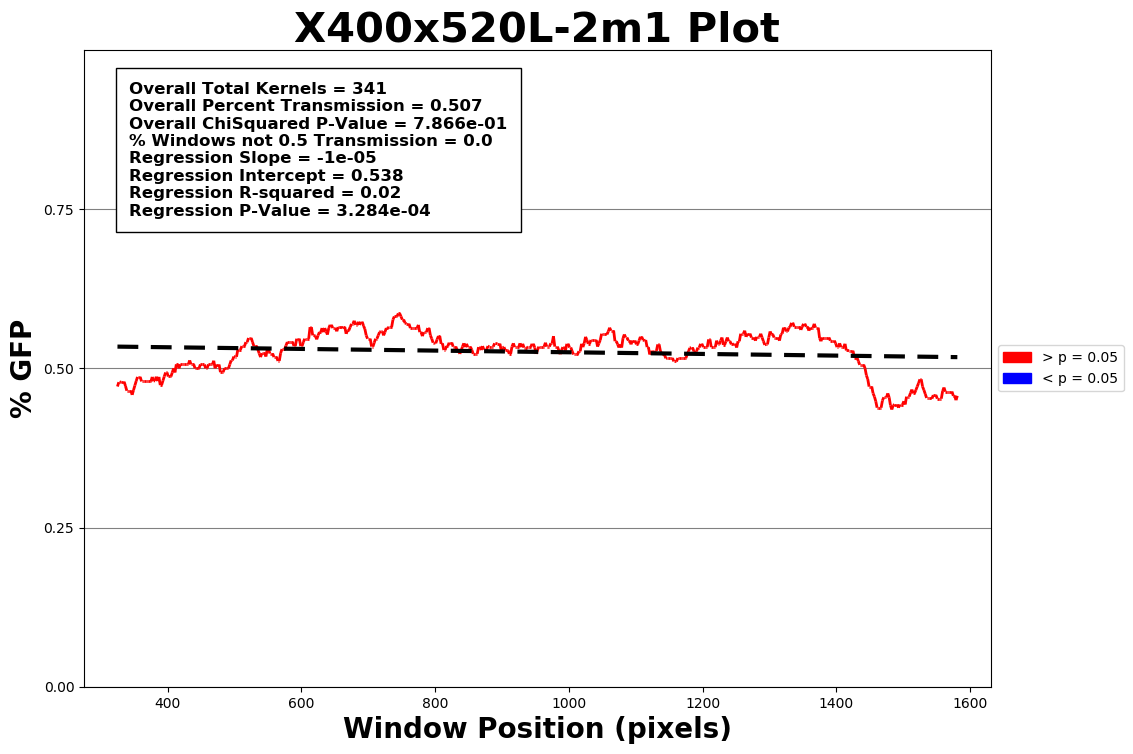 X400x520L-2m1 Plot
Overall Total Kernels = 341
Overall Percent Transmission = 0.507
Overall ChiSquared P-Value = 7.866e-01
% Windows not 0.5 Transmission = 0.0
Regression Slope = -1e-05
Regression Intercept = 0.538
Regression R-squared = 0.02
Regression P-Value = 3.284e-04
% GFP
0.75
0.50
0.25
0.00
> p = 0.05
< p = 0.05
400 600 800 1000 1200 1400 1600
Window Position (pixels)